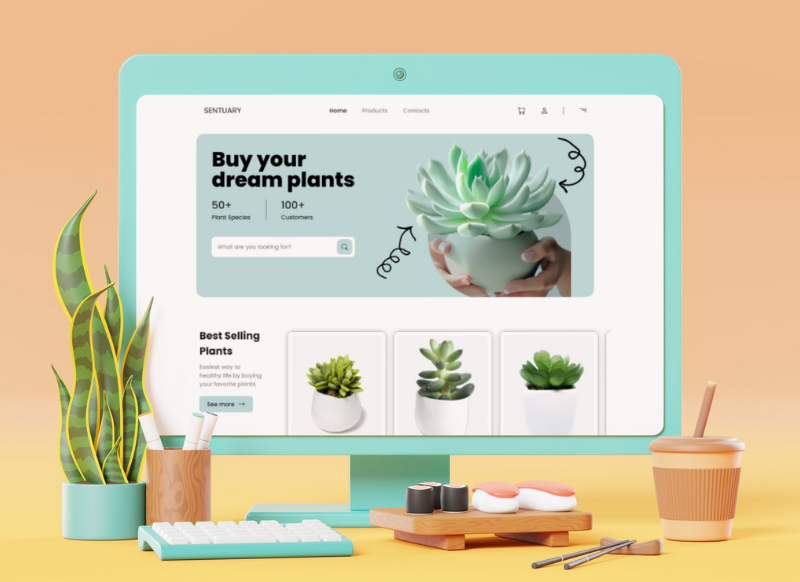 SENTUARY
Home Products Contacts
Buy your
dream plants
50+ 100+
Plant Species Customers
What are you looking for?
Best Selling
Plants
Easiest way to
healthy life by buying
your favorite plants
See more